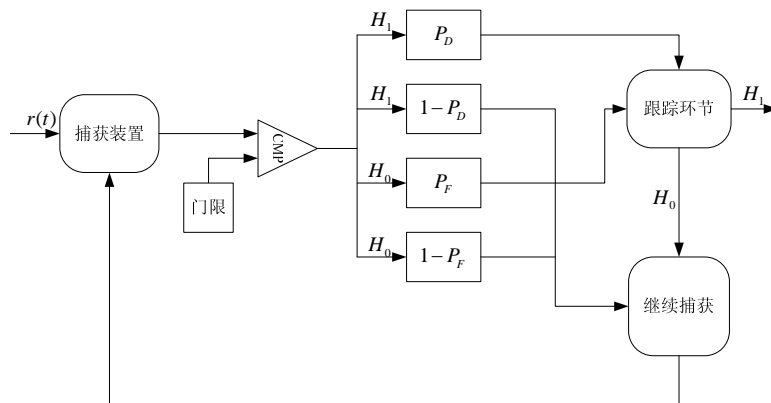 r(t)
捕获装置
门限
CMP
H₁
P_D
H₁
1−P_D
H₀
P_F
H₀
1−P_F
跟踪环节
H₁
H₀
继续捕获